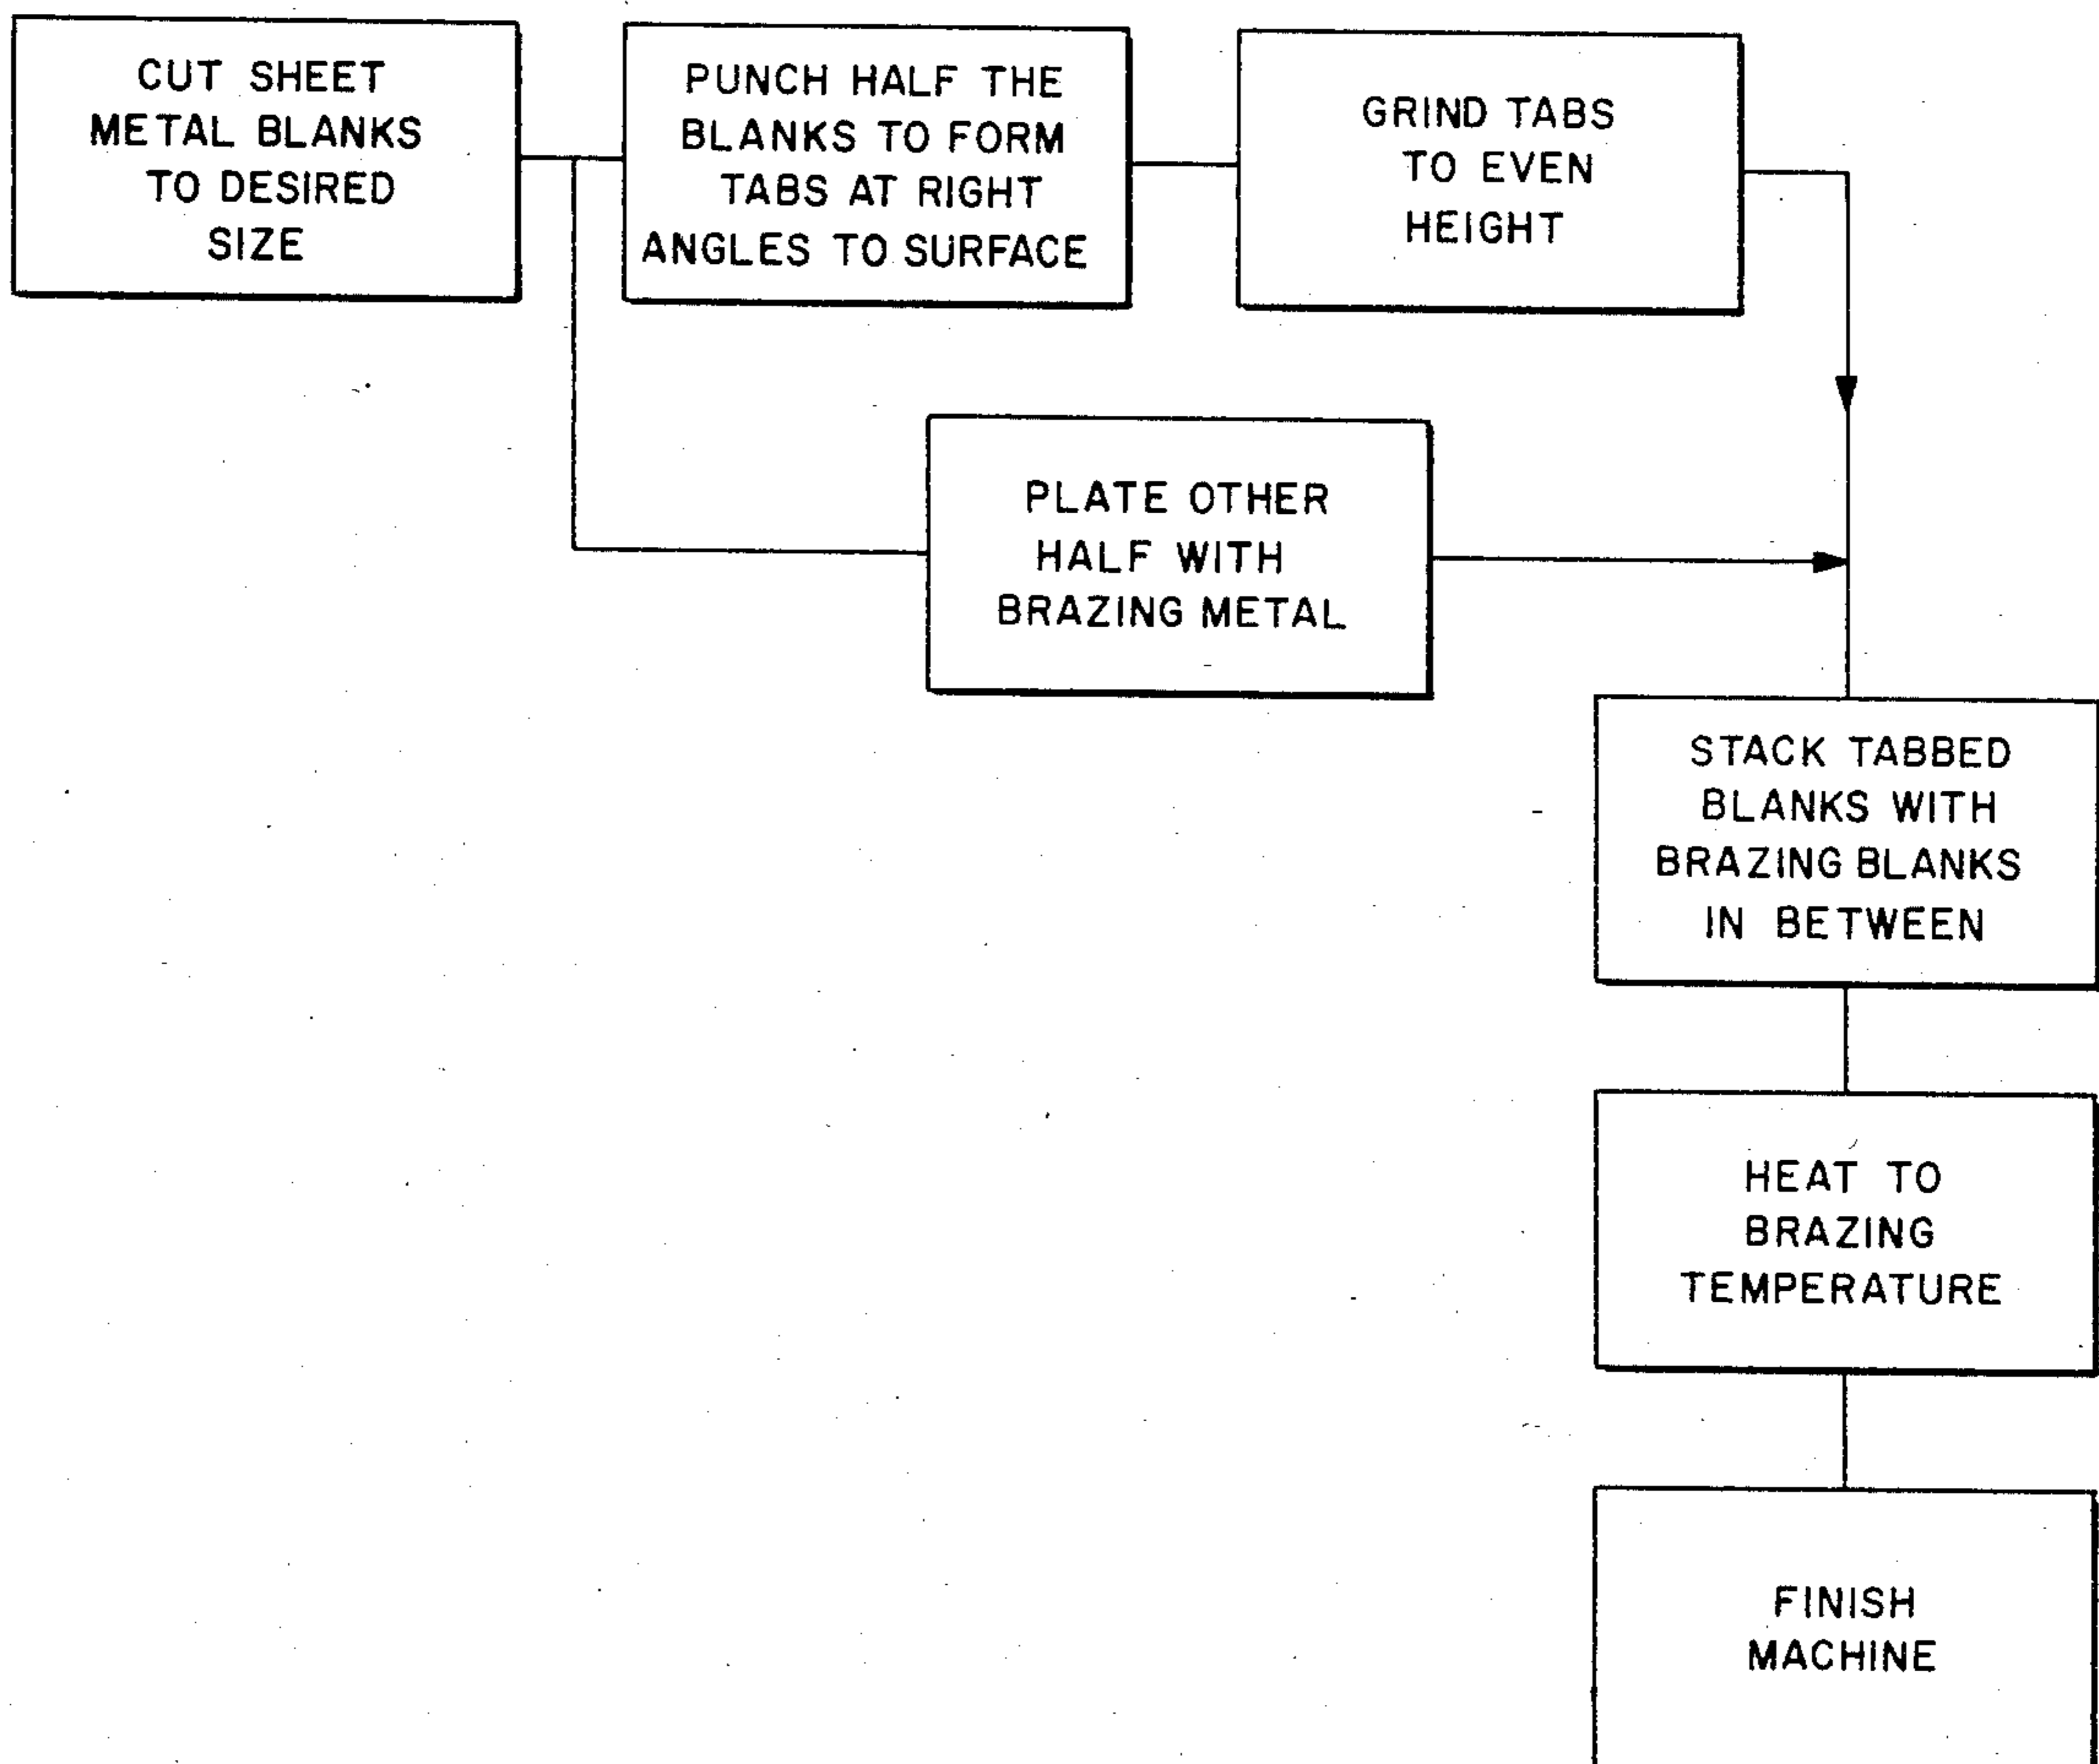 CUT SHEET
METAL BLANKS
TO DESIRED
SIZE
PUNCH HALF THE
BLANKS TO FORM
TABS AT RIGHT
ANGLES TO SURFACE
GRIND TABS
TO EVEN
HEIGHT
PLATE OTHER
HALF WITH
BRAZING METAL
STACK TABBED
BLANKS WITH
BRAZING BLANKS
IN BETWEEN
HEAT TO
BRAZING
TEMPERATURE
FINISH
MACHINE